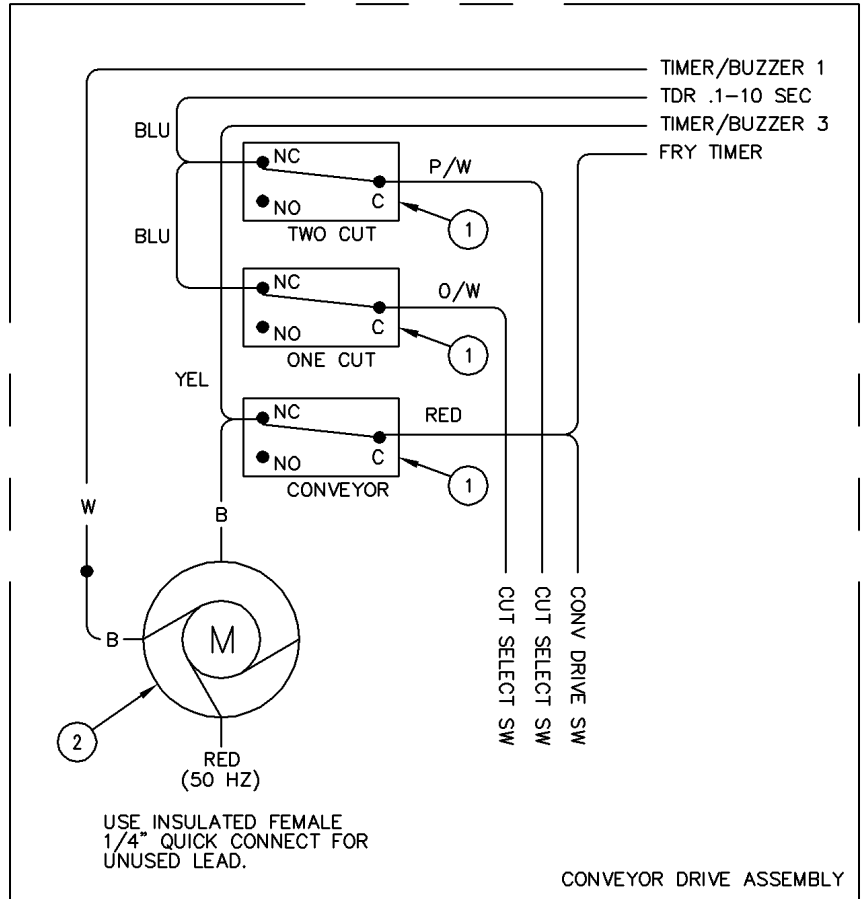 TIMER/BUZZER 1
TDR .1-10 SEC
TIMER/BUZZER 3
FRY TIMER
BLU
NC
P/W
NO
C
1
TWO CUT
BLU
NC
O/W
NO
C
1
ONE CUT
YEL
NC
RED
NO
C
1
CONVEYOR
W
B
B
M
2
RED
(50 HZ)
CUT SELECT SW
CUT SELECT SW
CONV DRIVE SW
USE INSULATED FEMALE
1/4" QUICK CONNECT FOR
UNUSED LEAD.
CONVEYOR DRIVE ASSEMBLY